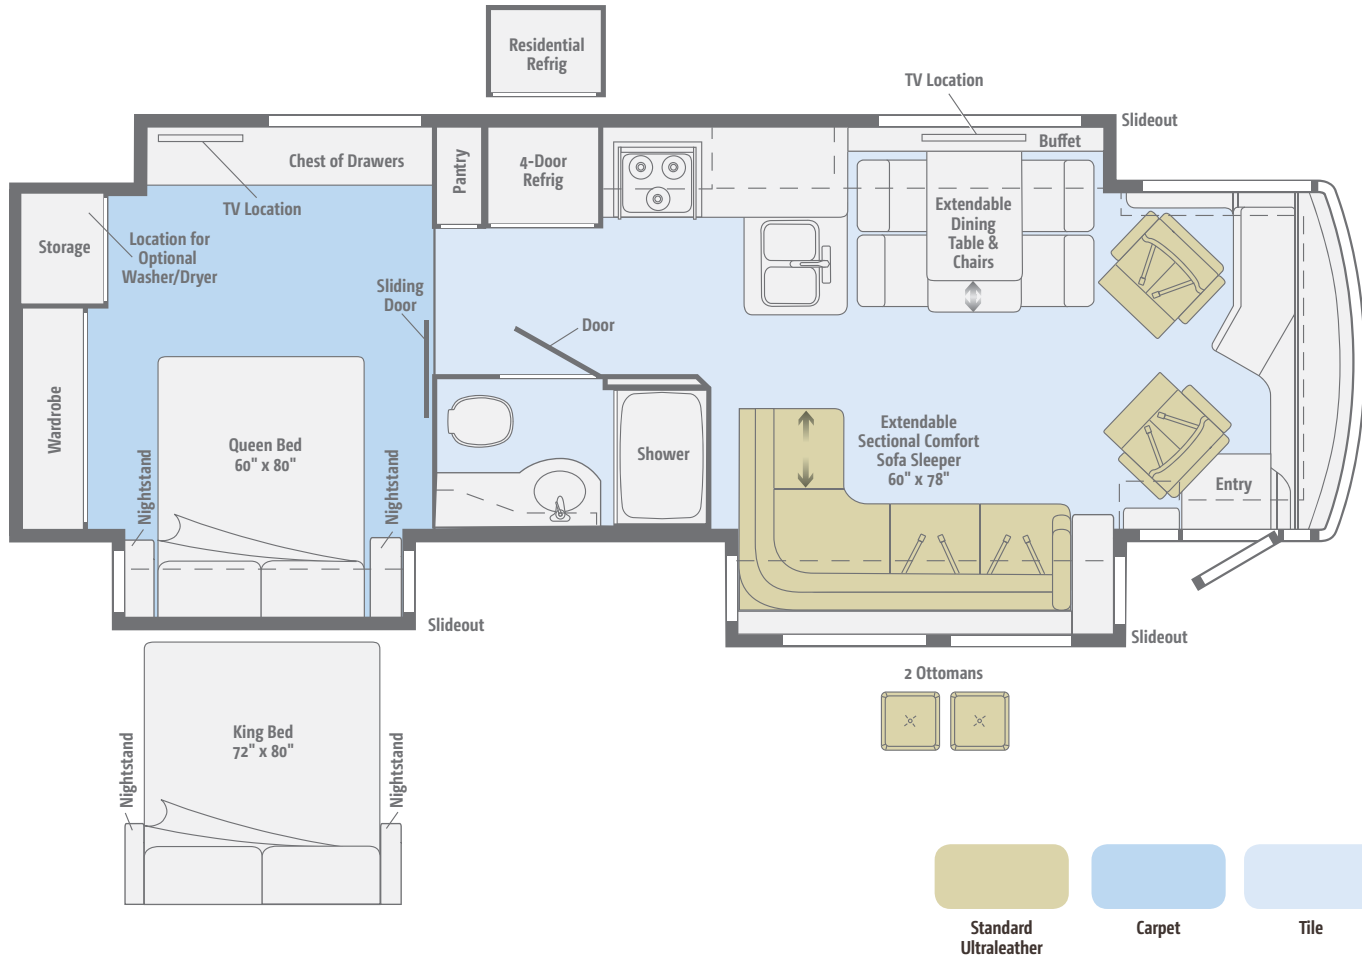 Residential
Refrig
TV Location
Slideout
Chest of Drawers
Pantry
4-Door
Refrig
Buffet
TV Location
Storage
Location for
Optional
Washer/Dryer
Extendable
Dining
Table &
Chairs
Sliding
Door
Door
Wardrobe
Queen Bed
60" x 80"
Nightstand
Nightstand
Shower
Extendable
Sectional Comfort
Sofa Sleeper
60" x 78"
Entry
Slideout
Slideout
2 Ottomans
King Bed
72" x 80"
Nightstand
Nightstand
Standard
Ultraleather
Carpet
Tile